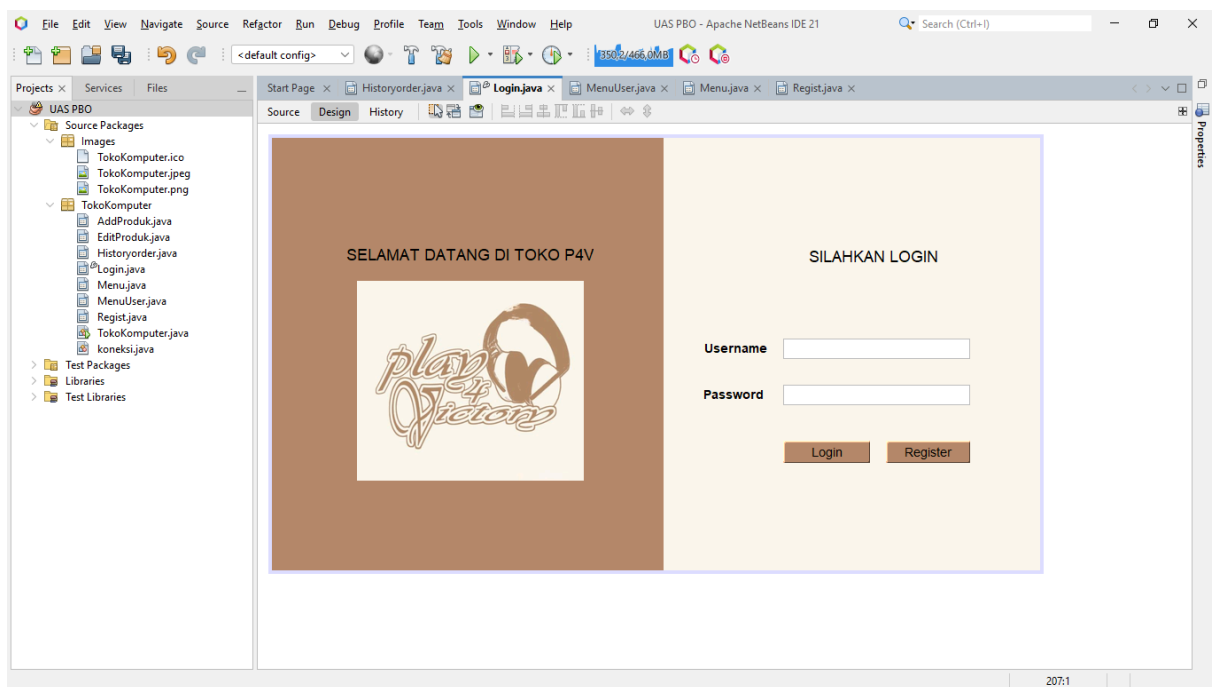 File Edit View Navigate Source Refactor Run Debug Profile Team Tools Window Help UAS PBO - Apache NetBeans IDE 21 Search (Ctrl+I)
<default config> 350,2/466,0MB
Projects Services Files Start Page Historyorder.java Login.java MenuUser.java Menu.java Regist.java
Source Design History
Properties
UAS PBO
Source Packages
Images
TokoKomputer.ico
TokoKomputer.jpeg
TokoKomputer.png
TokoKomputer
AddProduk.java
EditProduk.java
Historyorder.java
Login.java
Menu.java
MenuUser.java
Regist.java
TokoKomputer.java
koneksi.java
Test Packages
Libraries
Test Libraries
SELAMAT DATANG DI TOKO P4V
play
4
Victory
SILAHKAN LOGIN
Username
Password
Login Register
207:1